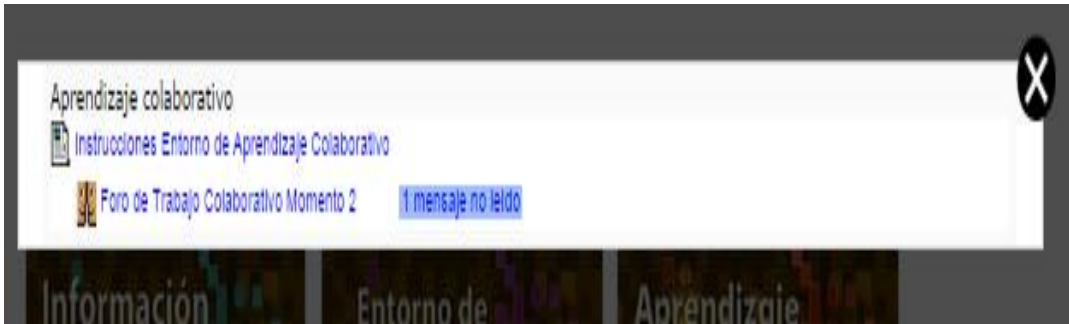 Aprendizaje colaborativo
Instrucciones Entorno de Aprendizaje Colaborativo
Foro de Trabajo Colaborativo Momento 2 1 mensaje no leído
Información Entorno de Aprendizaje